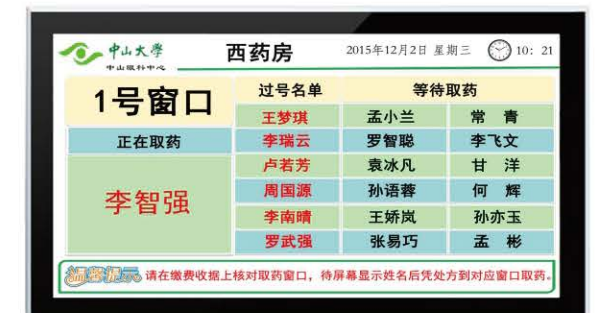 中山大学
中山眼科中心
西药房
2015年12月2日 星期三
10: 21
1号窗口
过号名单 等待取药
王梦琪 孟小兰 常 青
正在取药 李瑞云 罗智聪 李飞文
李智强
卢若芳 袁冰凡 甘 洋
周国源 孙语蓉 何 辉
李南晴 王娇岚 孙亦玉
罗武强 张易巧 孟 彬
温馨提示 请在缴费收据上核对取药窗口，待屏幕显示姓名后凭处方到对应窗口取药。